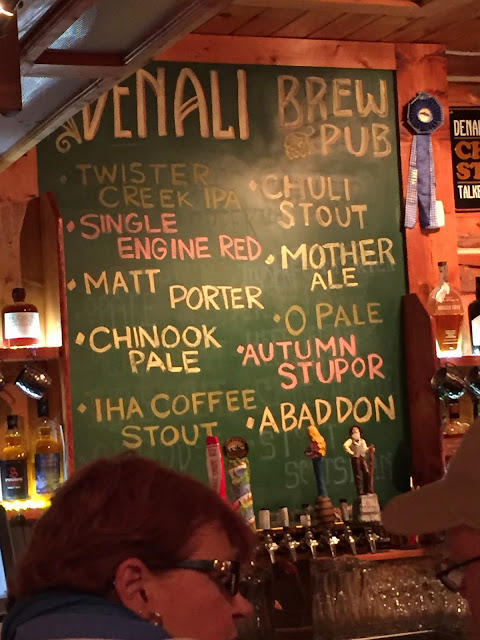 DENALI BREW PUB
• TWISTER
CREEK IPA
• SINGLE
ENGINE RED
• MATT
PORTER
• CHINOOK
PALE
• IHA COFFEE
STOUT
• CHULI
STOUT
• MOTHER
ALE
• O PALE
• AUTUMN
STUPOR
• ABADDON
TALK